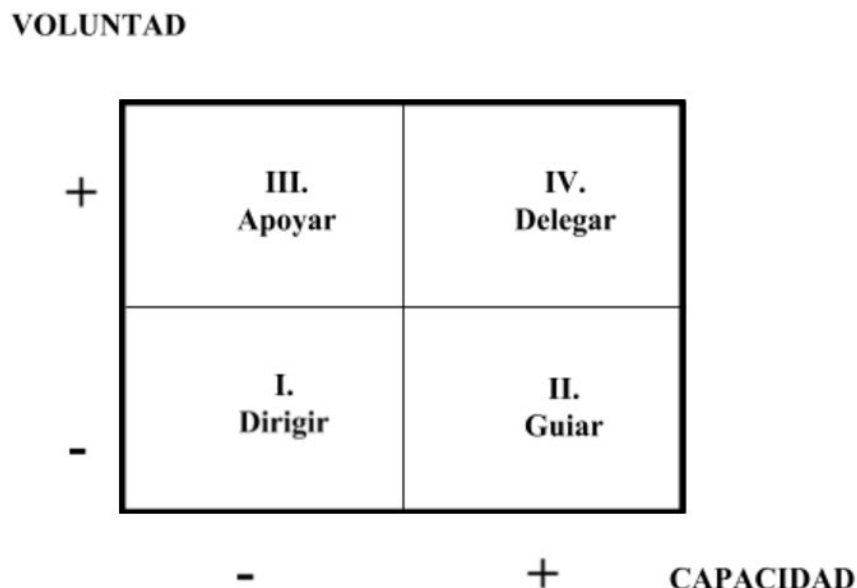 VOLUNTAD
+
III.
Apoyar
IV.
Delegar
-
I.
Dirigir
II.
Guiar
-
+
CAPACIDAD